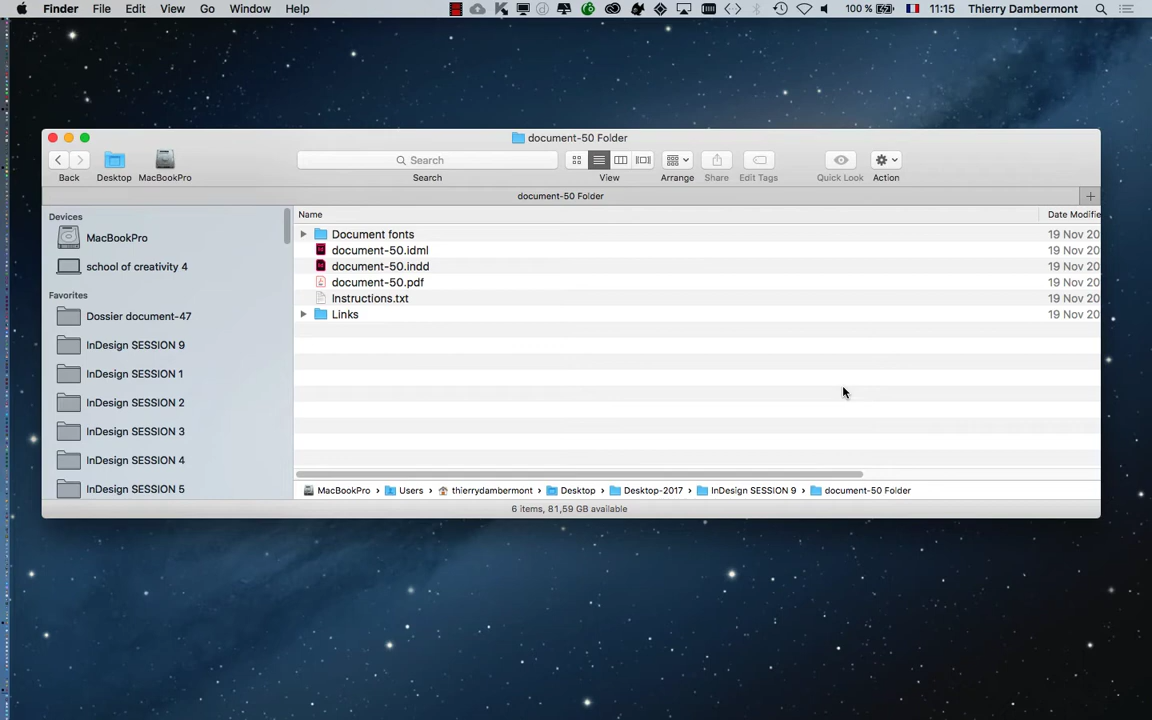 Finder File Edit View Go Window Help 100 % 11:15 Thierry Dambermont
document-50 Folder
Search
Back Desktop MacBookPro Search View Arrange Share Edit Tags Quick Look Action
document-50 Folder
Devices
MacBookPro
school of creativity 4
Favorites
Dossier document-47
InDesign SESSION 9
InDesign SESSION 1
InDesign SESSION 2
InDesign SESSION 3
InDesign SESSION 4
InDesign SESSION 5
Name Date Modifie
Document fonts 19 Nov 20
document-50.idml 19 Nov 20
document-50.indd 19 Nov 20
document-50.pdf 19 Nov 20
Instructions.txt 19 Nov 20
Links 19 Nov 20
MacBookPro › Users › thierrydambermont › Desktop › Desktop-2017 › InDesign SESSION 9 › document-50 Folder
6 items, 81,59 GB available